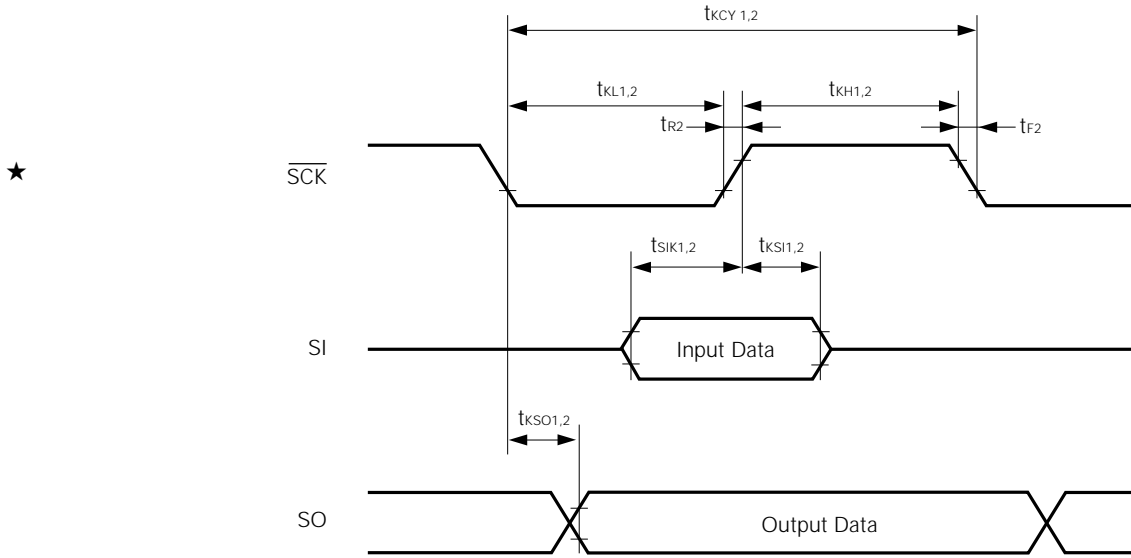 tKCY 1,2
tKL1,2 tKH1,2
tR2 tF2
★ SCK
tSIK1,2 tKSI1,2
SI Input Data
tKSO1,2
SO Output Data